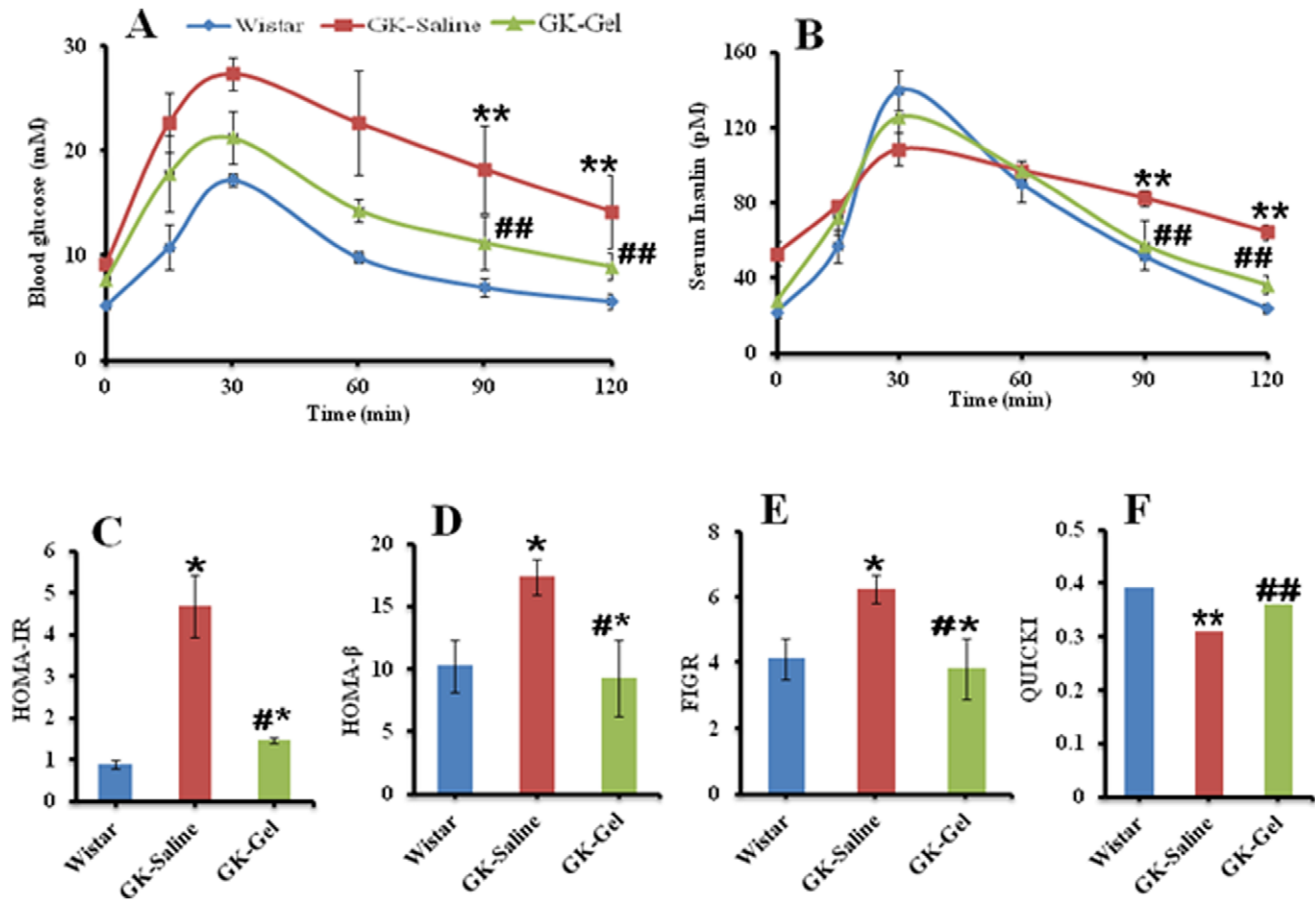 A
Wistar GK-Saline GK-Gel
30
20
10
0
Blood glucose (mM)
**
**
##
##
0 30 60 90 120
Time (min)
B
160
120
80
40
0
Serum Insulin (pM)
**
**
##
##
0 30 60 90 120
Time (min)
C
6
5
4
3
2
1
0
HOMA-IR
*
#*
Wistar GK-Saline GK-Gel
D
20
15
10
5
0
HOMA-β
*
#*
Wistar GK-Saline GK-Gel
E
8
6
4
2
0
FIGR
*
#*
Wistar GK-Saline GK-Gel
F
0.5
0.4
0.3
0.2
0.1
0
QUICKI
**
##
Wistar GK-Saline GK-Gel